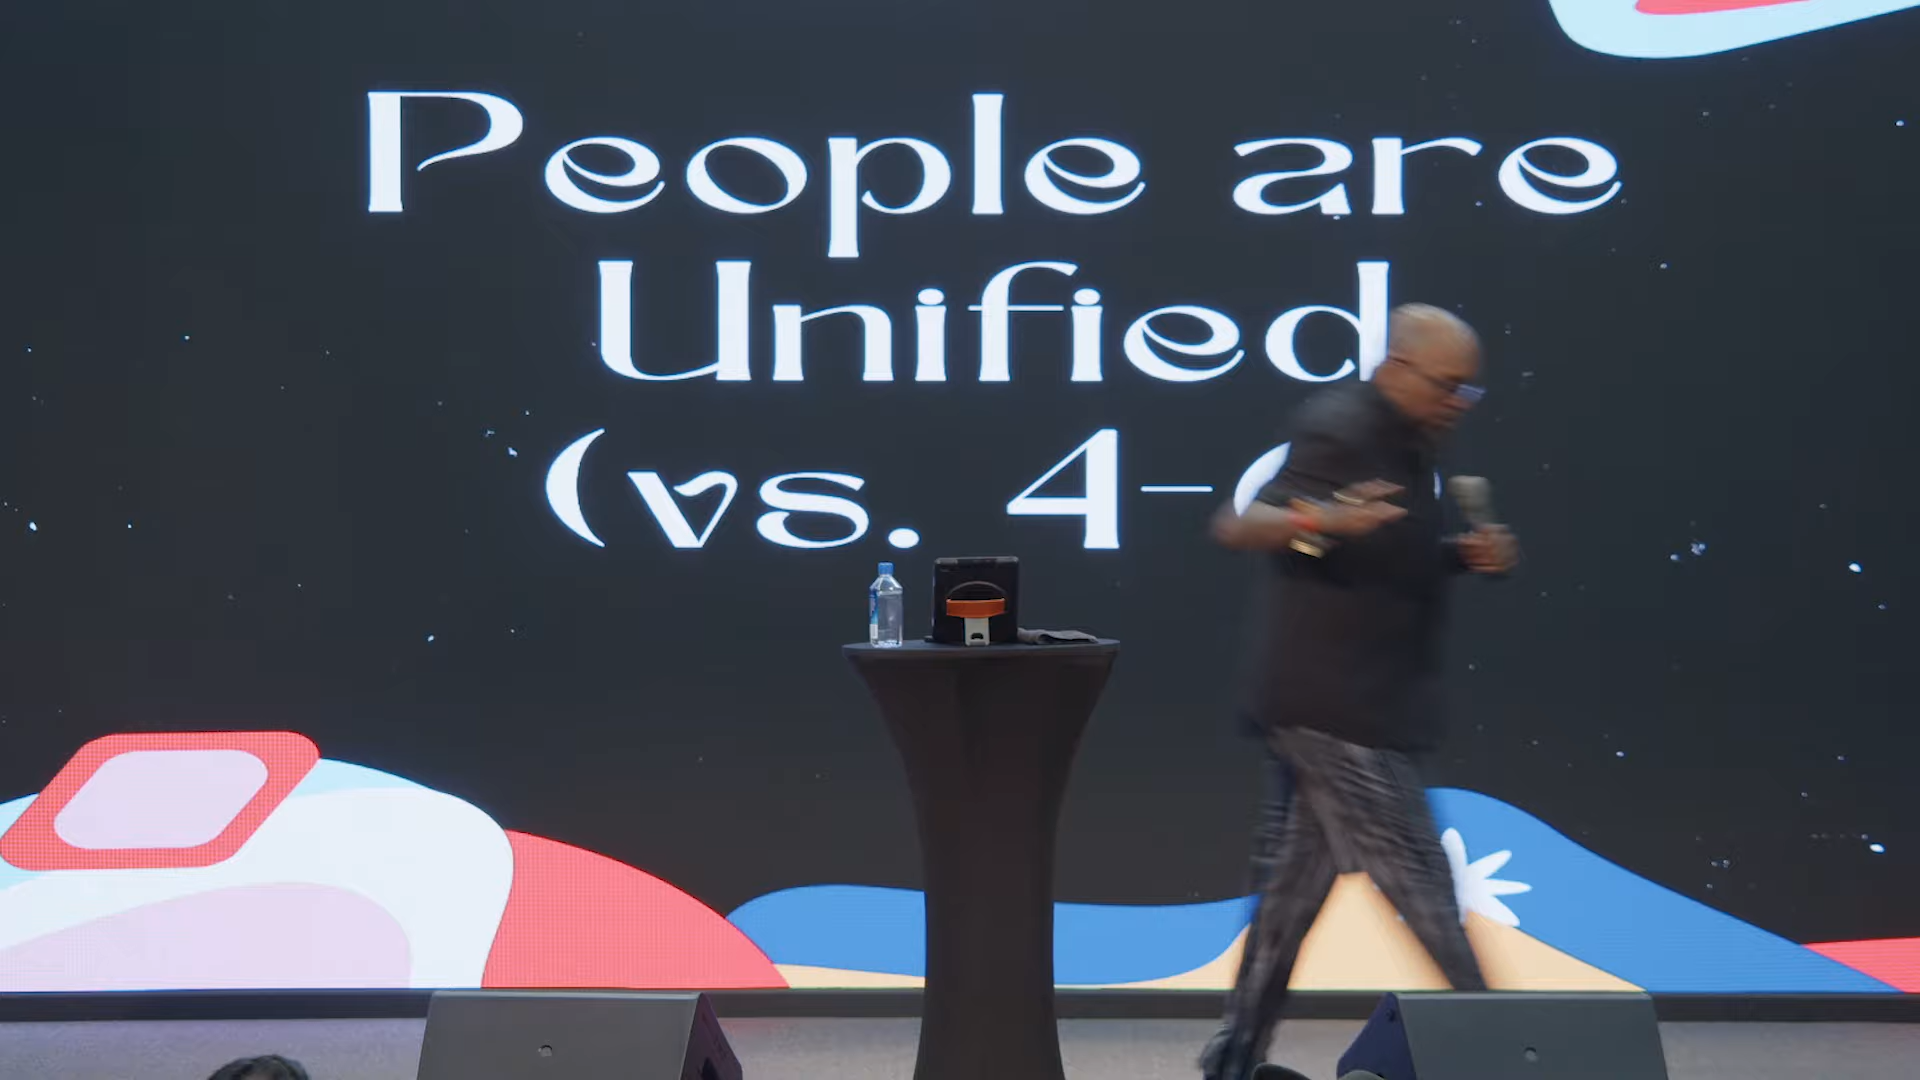 People are
Unified
(vs. 4-